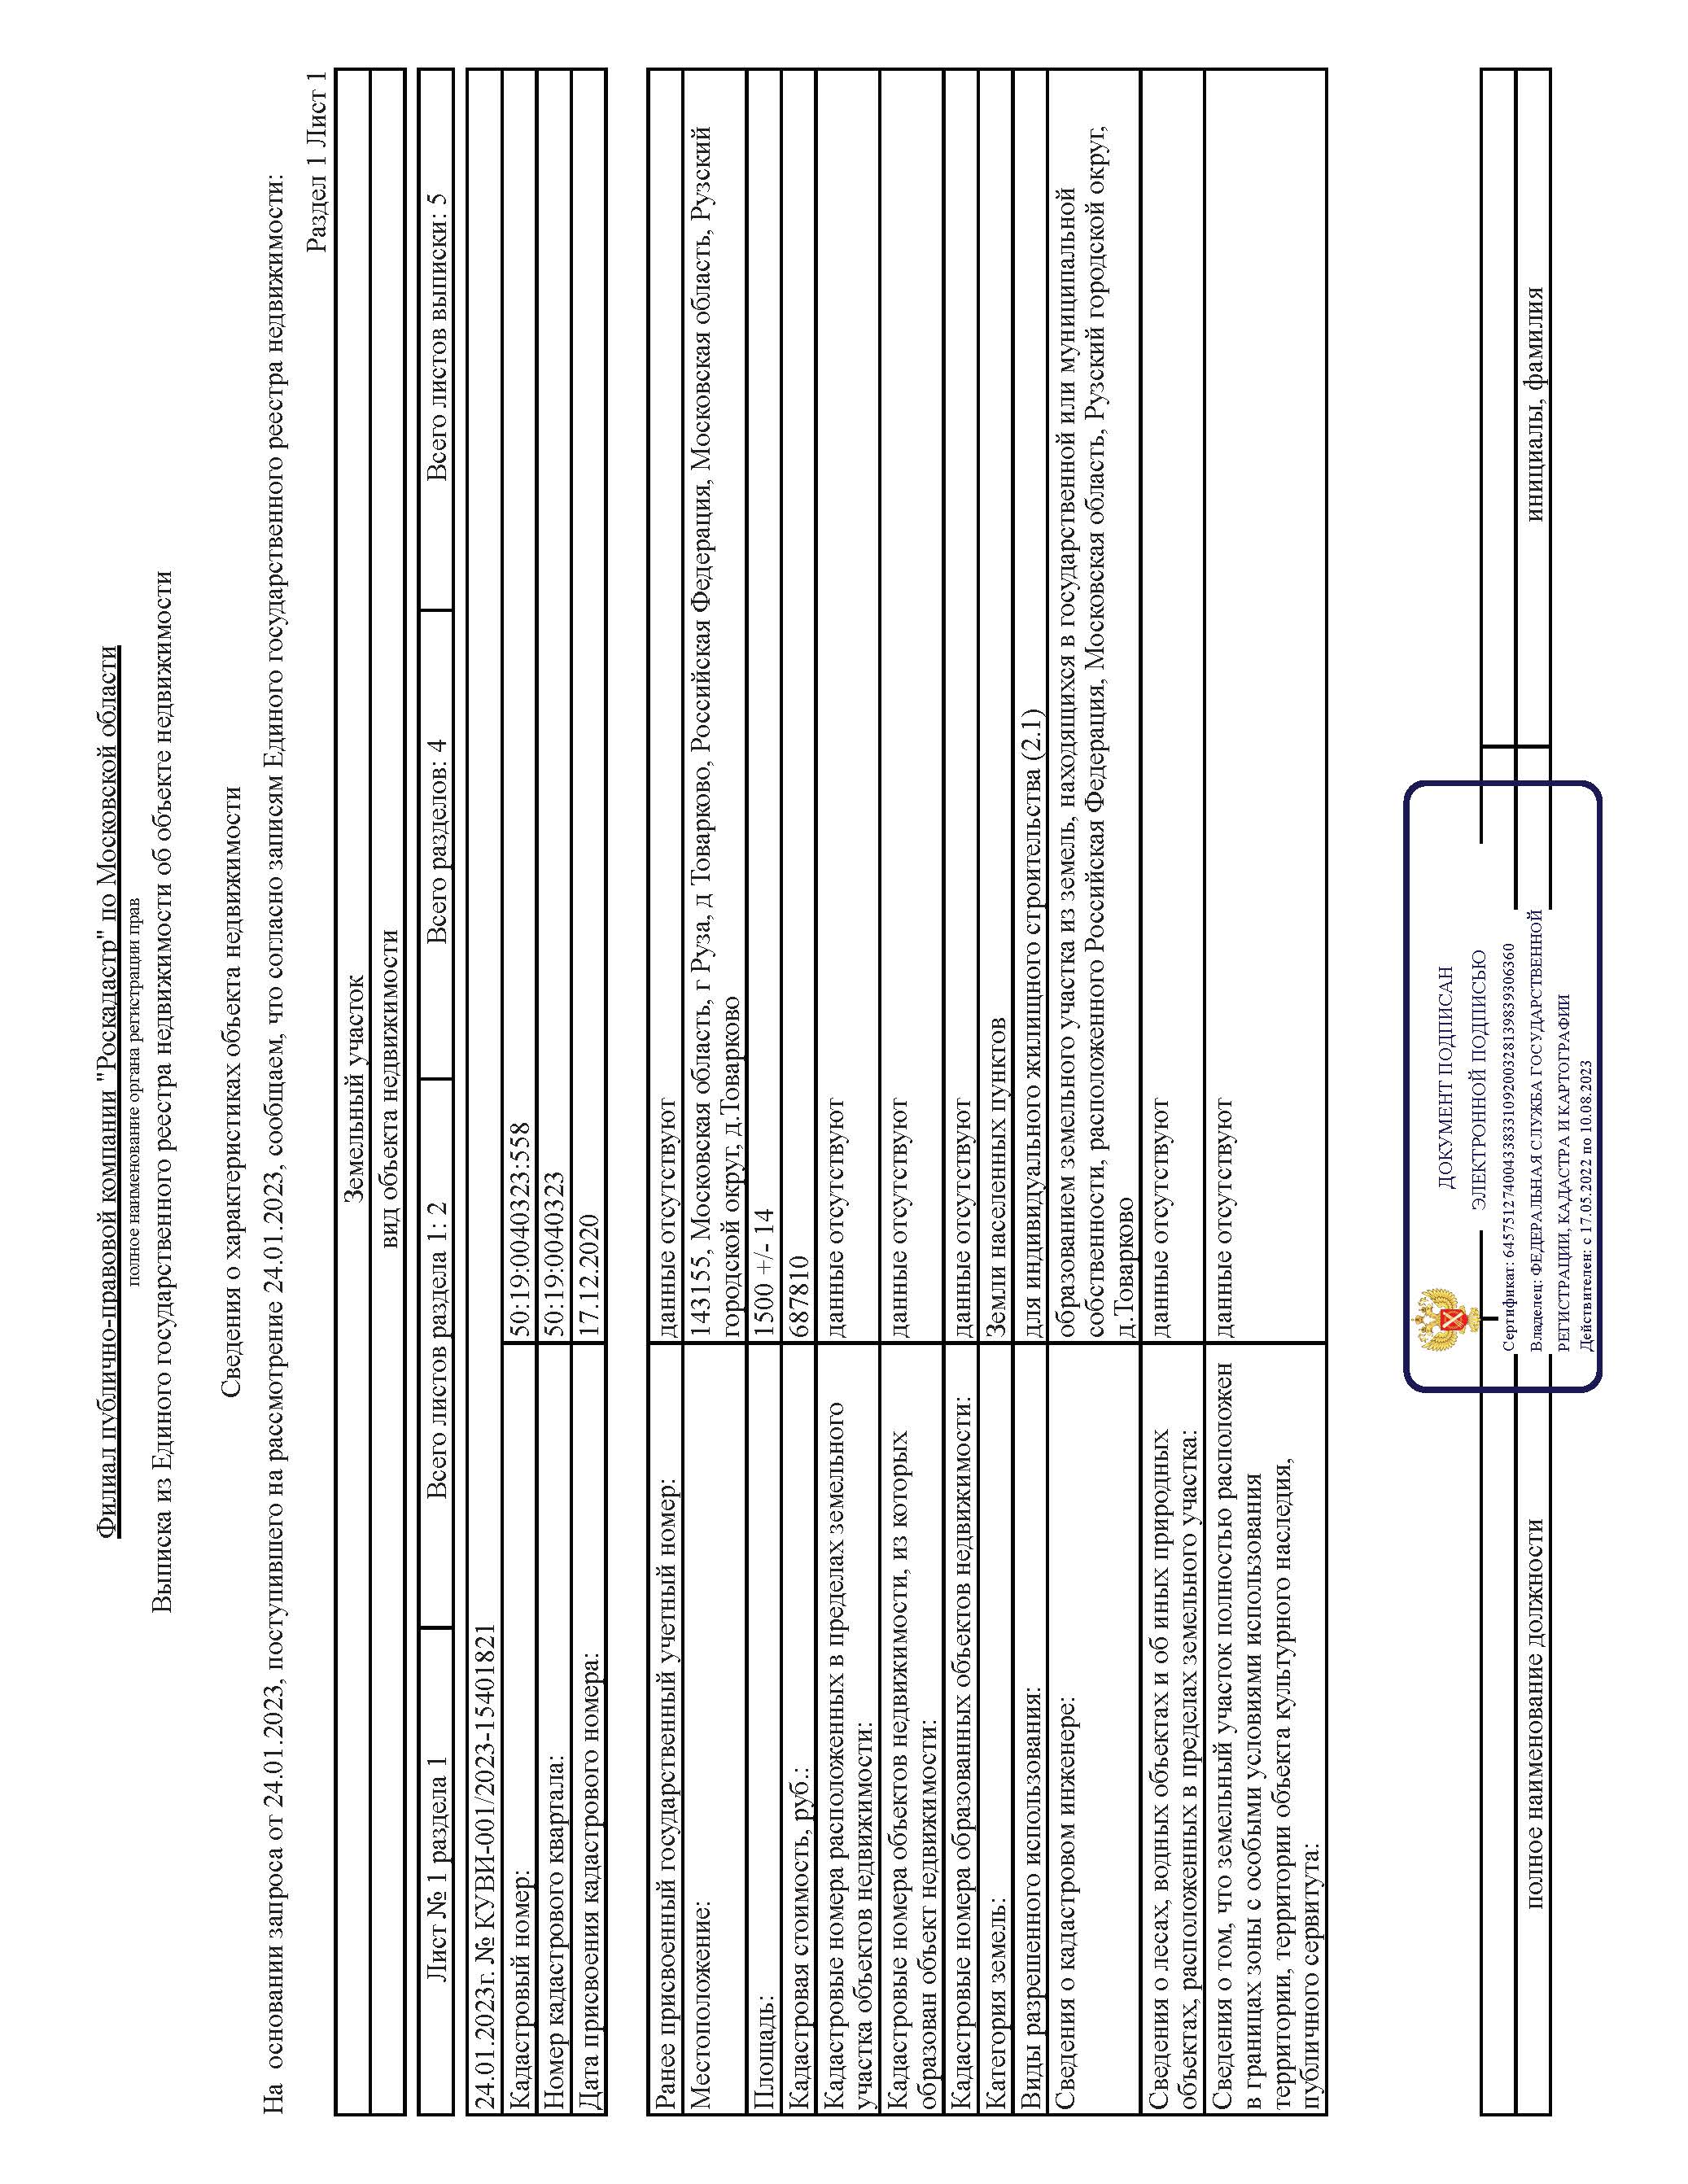 Филиал публично-правовой компании "Роскадастр" по Московской области
полное наименование органа регистрации прав
Выписка из Единого государственного реестра недвижимости об объекте недвижимости
Сведения о характеристиках объекта недвижимости
На основании запроса от 24.01.2023, поступившего на рассмотрение 24.01.2023, сообщаем, что согласно записям Единого государственного реестра недвижимости:
Раздел 1 Лист 1
Земельный участок
вид объекта недвижимости
Лист № 1 раздела 1 Всего листов раздела 1: 2 Всего разделов: 4 Всего листов выписки: 5
24.01.2023г. № КУВИ-001/2023-15401821
Кадастровый номер: 50:19:0040323:558
Номер кадастрового квартала: 50:19:0040323
Дата присвоения кадастрового номера: 17.12.2020
Ранее присвоенный государственный учетный номер: данные отсутствуют
Местоположение: 143155, Московская область, г Руза, д Товарково, Российская Федерация, Московская область, Рузский
городской округ, д.Товарково
Площадь: 1500 +/- 14
Кадастровая стоимость, руб.: 687810
Кадастровые номера расположенных в пределах земельного данные отсутствуют
участка объектов недвижимости:
Кадастровые номера объектов недвижимости, из которых данные отсутствуют
образован объект недвижимости:
Кадастровые номера образованных объектов недвижимости: данные отсутствуют
Категория земель: Земли населенных пунктов
Виды разрешенного использования: для индивидуального жилищного строительства (2.1)
Сведения о кадастровом инженере: образованием земельного участка из земель, находящихся в государственной или муниципальной
собственности, расположенного Российская Федерация, Московская область, Рузский городской округ,
д.Товарково
Сведения о лесах, водных объектах и об иных природных данные отсутствуют
объектах, расположенных в пределах земельного участка:
Сведения о том, что земельный участок полностью расположен данные отсутствуют
в границах зоны с особыми условиями использования
территории, территории объекта культурного наследия,
публичного сервитута:
ДОКУМЕНТ ПОДПИСАН
ЭЛЕКТРОННОЙ ПОДПИСЬЮ
Сертификат: 64575127400433833109200328139839306360
Владелец: ФЕДЕРАЛЬНАЯ СЛУЖБА ГОСУДАРСТВЕННОЙ
РЕГИСТРАЦИИ, КАДАСТРА И КАРТОГРАФИИ
Действителен: с 17.05.2022 по 10.08.2023
полное наименование должности инициалы, фамилия